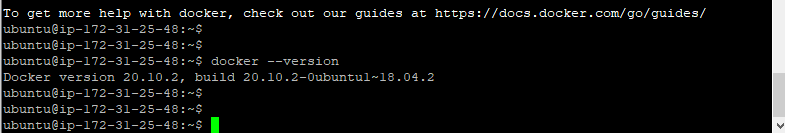 To get more help with docker, check out our guides at https://docs.docker.com/go/guides/
ubuntu@ip-172-31-25-48:~$
ubuntu@ip-172-31-25-48:~$
ubuntu@ip-172-31-25-48:~$ docker --version
Docker version 20.10.2, build 20.10.2-0ubuntu1~18.04.2
ubuntu@ip-172-31-25-48:~$
ubuntu@ip-172-31-25-48:~$
ubuntu@ip-172-31-25-48:~$